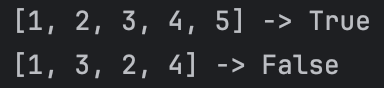 [1, 2, 3, 4, 5] -> True
[1, 3, 2, 4] -> False